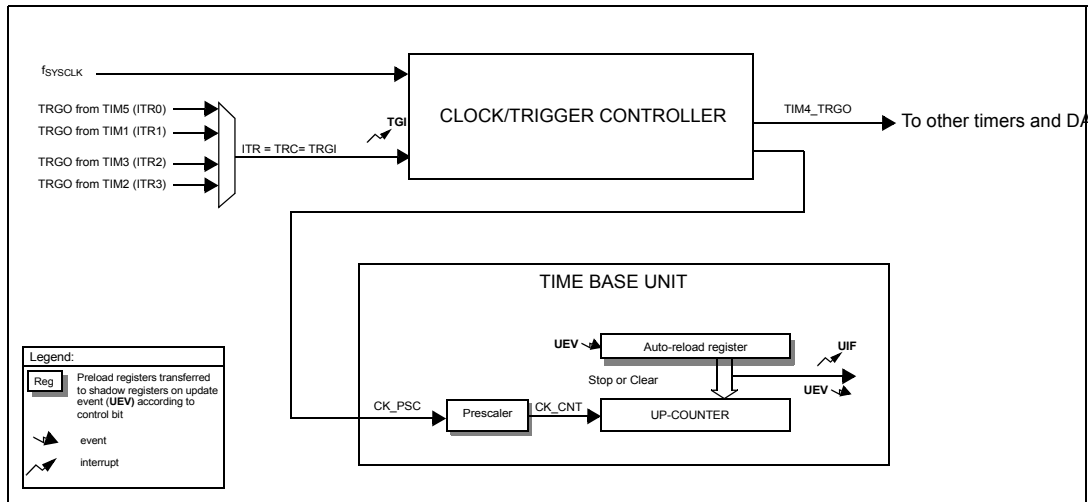 fSYSCLK
TRGO from TIM5 (ITR0)
TRGO from TIM1 (ITR1)
TRGO from TIM3 (ITR2)
TRGO from TIM2 (ITR3)
ITR = TRC= TRGI
TGI
CLOCK/TRIGGER CONTROLLER
TIM4_TRGO
To other timers and DA
TIME BASE UNIT
UEV
Auto-reload register
UIF
Stop or Clear
UEV
CK_PSC
Prescaler
CK_CNT
UP-COUNTER
Legend:
Reg
Preload registers transferred
to shadow registers on update
event (UEV) according to
control bit
event
interrupt